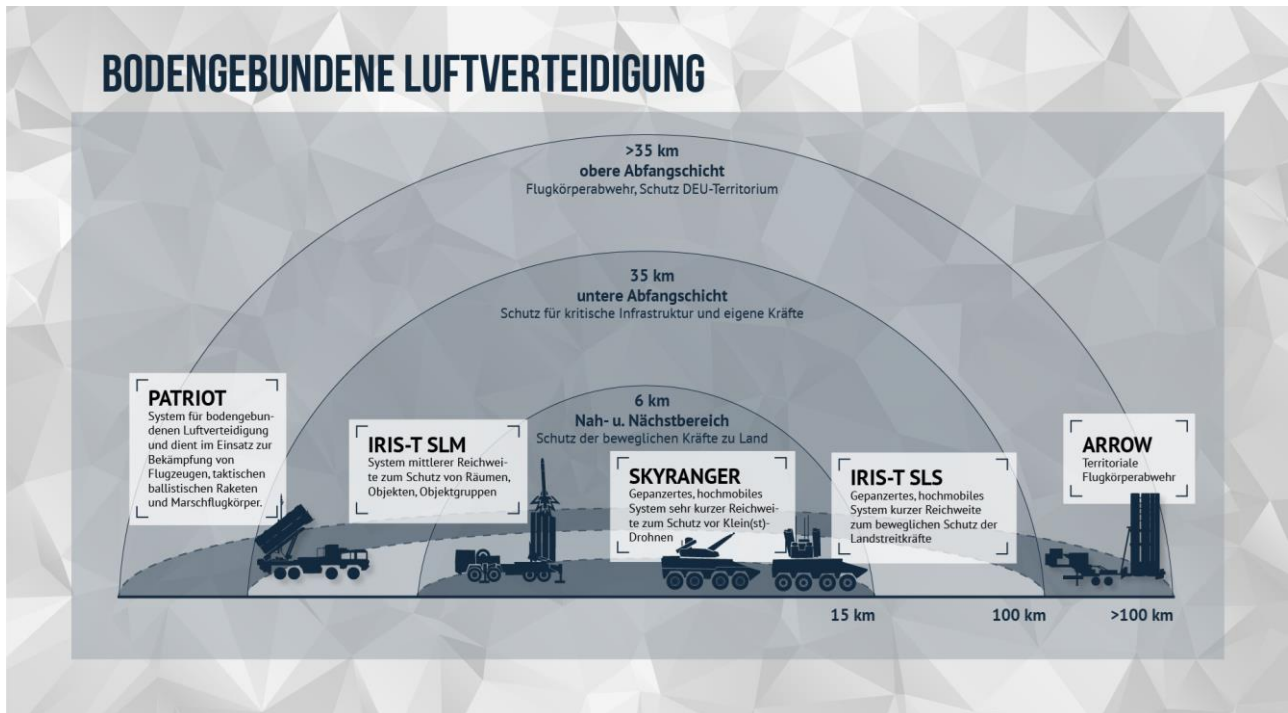 BODENGEBUNDENE LUFTVERTEIDIGUNG
>35 km
obere Abfangschicht
Flugkörperabwehr, Schutz DEU-Territorium
35 km
untere Abfangschicht
Schutz für kritische Infrastruktur und eigene Kräfte
6 km
Nah- u. Nächstbereich
Schutz der beweglichen Kräfte zu Land
PATRIOT
System für bodengebun-
denen Luftverteidigung
und dient im Einsatz zur
Bekämpfung von
Flugzeugen, taktischen
ballistischen Raketen
und Marschflugkörper.
IRIS-T SLM
System mittlerer Reichwei-
te zum Schutz von Räumen,
Objekten, Objektgruppen
SKYRANGER
Gepanzertes, hochmobiles
System sehr kurzer Reichwei-
te zum Schutz vor Klein(st)-
Drohnen
IRIS-T SLS
Gepanzertes, hochmobiles
System kurzer Reichweite
zum beweglichen Schutz der
Landstreitkräfte
ARROW
Territoriale
Flugkörperabwehr
15 km
100 km
>100 km